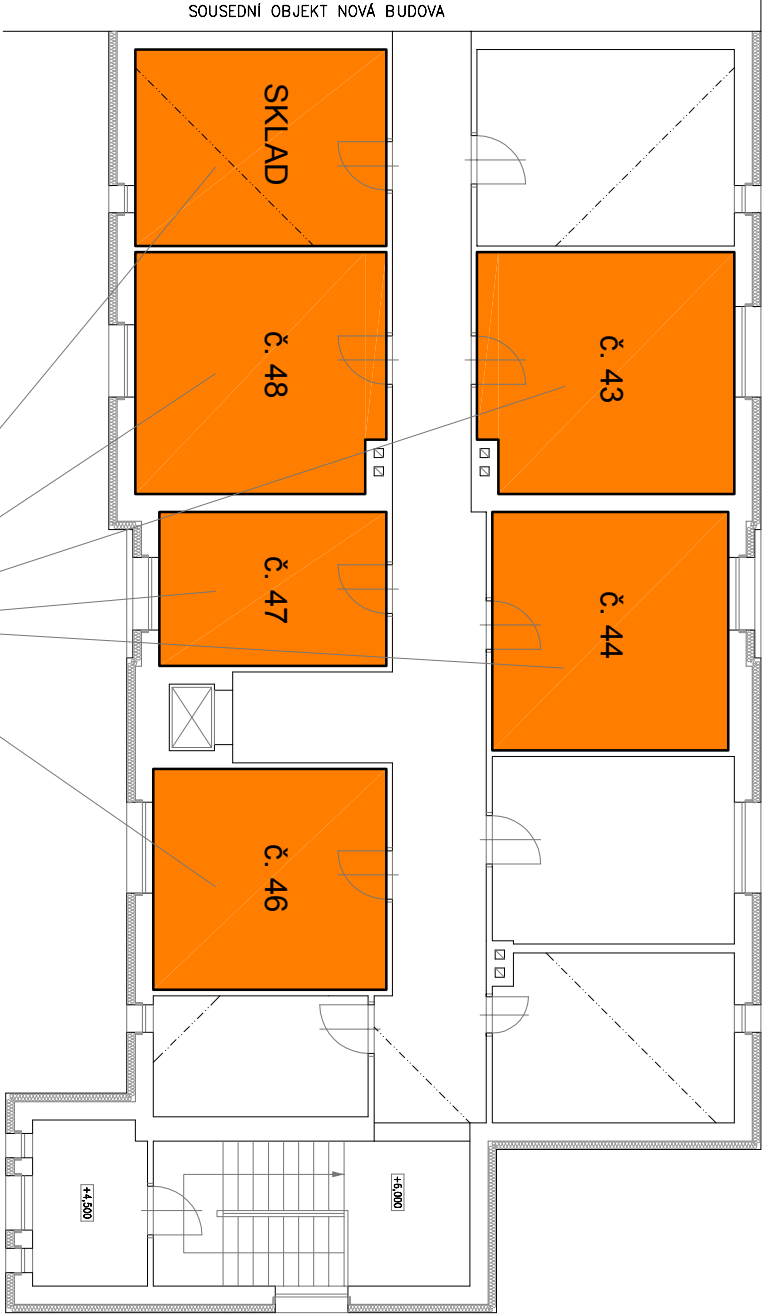 SOUSEDNÍ OBJEKT NOVÁ BUDOVA
SKLAD
č. 48
č. 43
č. 47
č. 44
č. 46
+6,000
+4,500